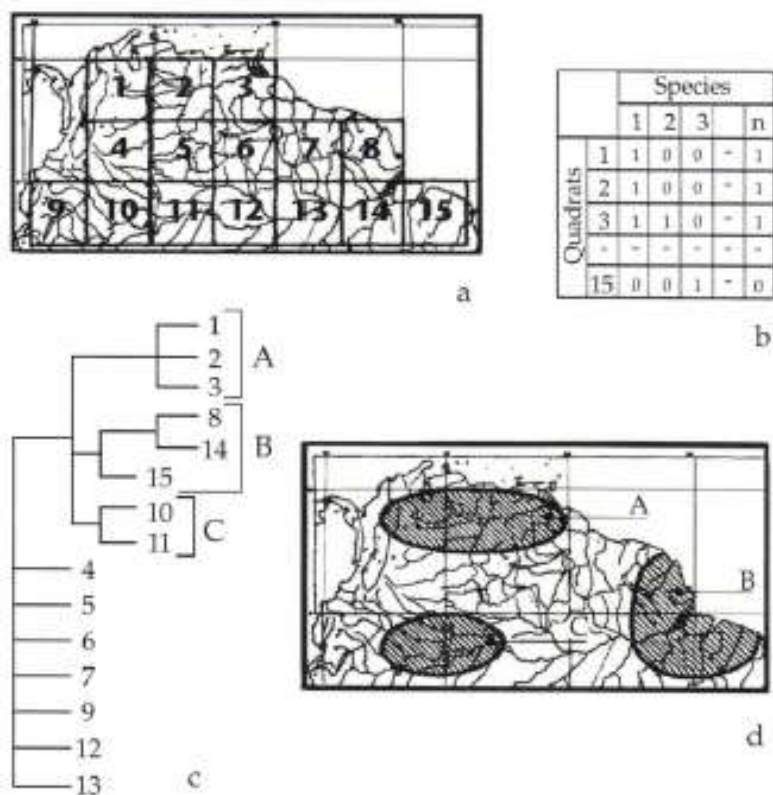 1 2 3
4 5 6 7 8
9 10 11 12 13 14 15
a
Species
1 2 3 n
Quadrats
1 1 0 0 - 1
2 1 0 0 - 1
3 1 1 0 - 1
- - - - - -
15 0 0 1 - 0
b
1
2
3
A
8
14
15
B
10
11
C
4
5
6
7
9
12
13
c
A
B
C
d